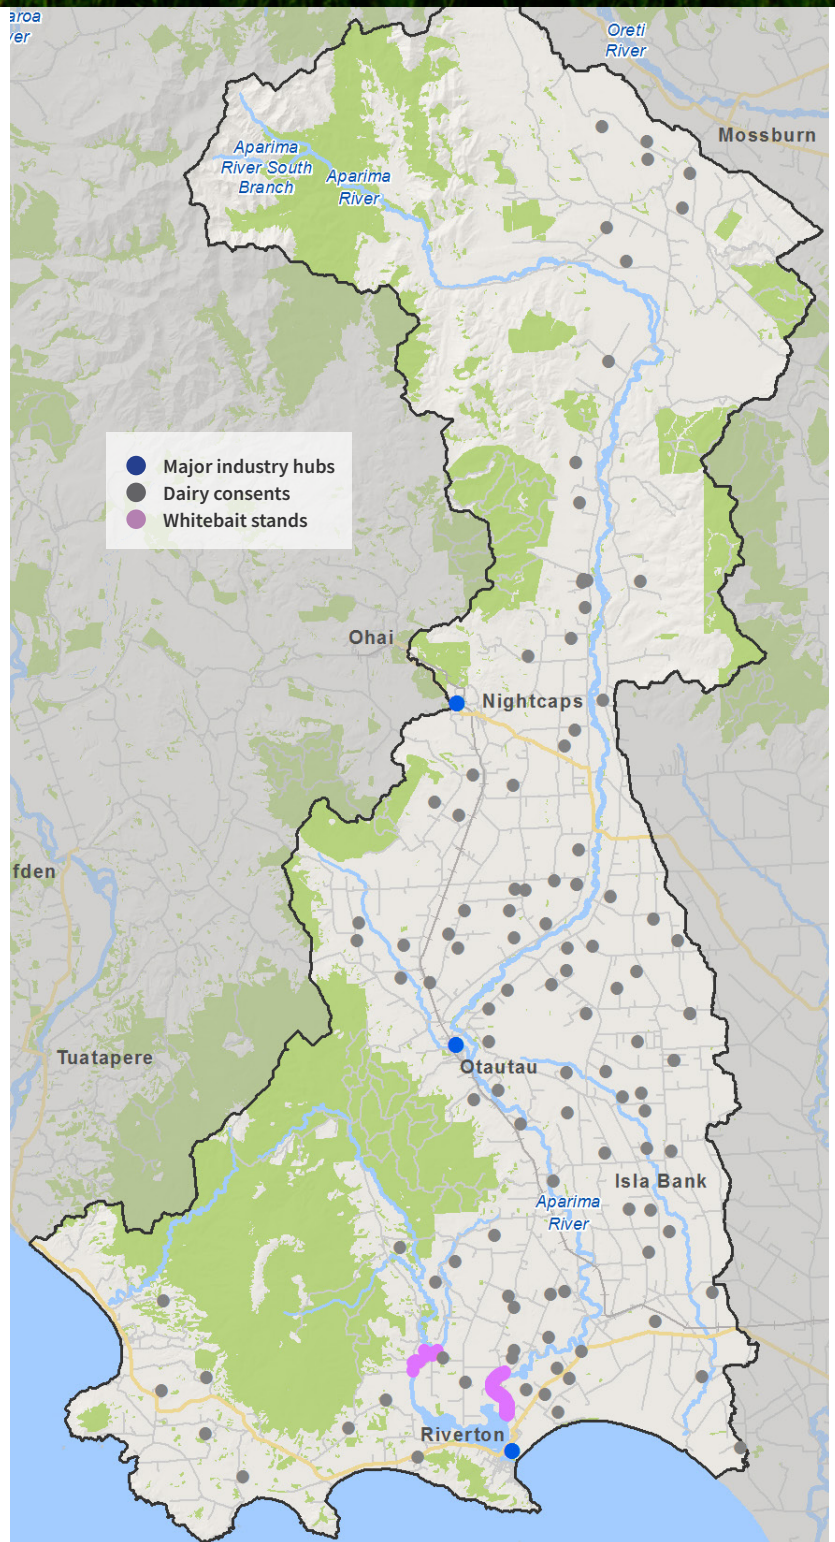 Oreti
River
Mossburn
Aparima
River South
Branch
Aparima
River
Major industry hubs
Dairy consents
Whitebait stands
Ohai
Nightcaps
fden
Tuatapere
Otautau
Isla Bank
Aparima
River
Riverton